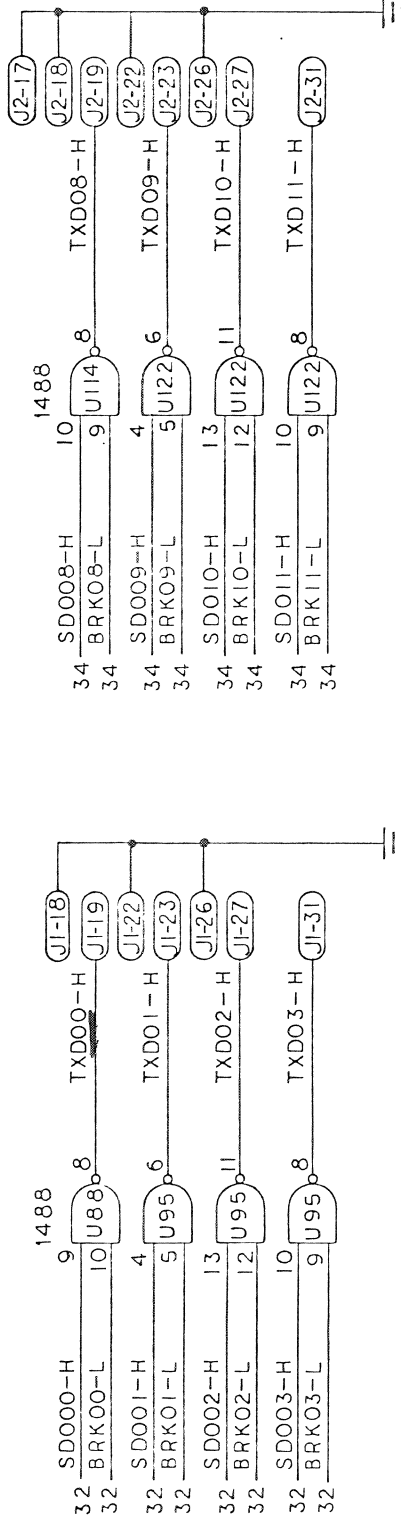 J1-18
1488
32 SD000-H 9 8 TXD00-H J1-19
32 BRK00-L 10 U88
J1-22
32 SD001-H 4 6 TXD01-H J1-23
32 BRK01-L 5 U95
J1-26
32 SD002-H 13 11 TXD02-H J1-27
32 BRK02-L 12 U95
32 SD003-H 10 8 TXD03-H J1-31
32 BRK03-L 9 U95
J2-17
J2-18
1488
34 SD008-H 10 8 TXD08-H J2-19
34 BRK08-L 9 U114
J2-22
34 SD009-H 4 6 TXD09-H J2-23
34 BRK09-L 5 U122
J2-26
34 SD010-H 13 11 TXD10-H J2-27
34 BRK10-L 12 U122
34 SD011-H 10 8 TXD11-H J2-31
34 BRK11-L 9 U122